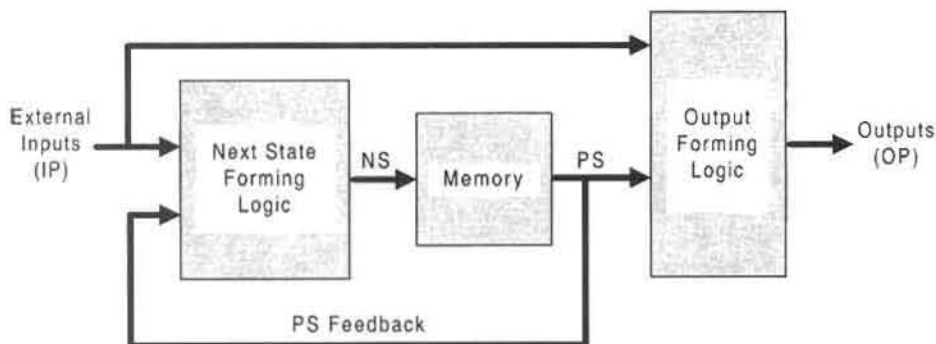 External
Inputs
(IP)
Next State
Forming
Logic
NS
Memory
PS
Output
Forming
Logic
Outputs
(OP)
PS Feedback